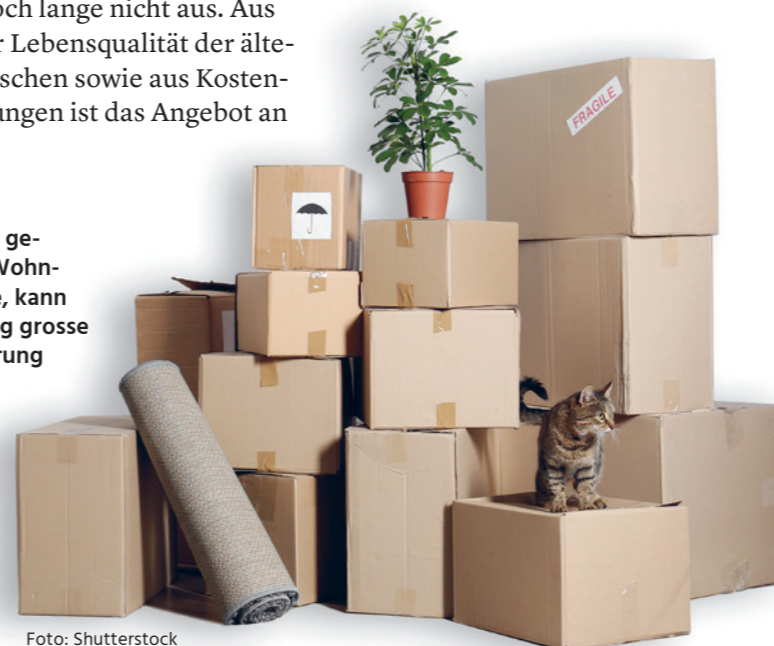 och lange nicht aus. Aus
r Lebensqualität der älte-
schen sowie aus Kosten-
ungen ist das Angebot an
ge-
Wohn-
e, kann
g grosse
rung
FRAGILE
Foto: Shutterstock